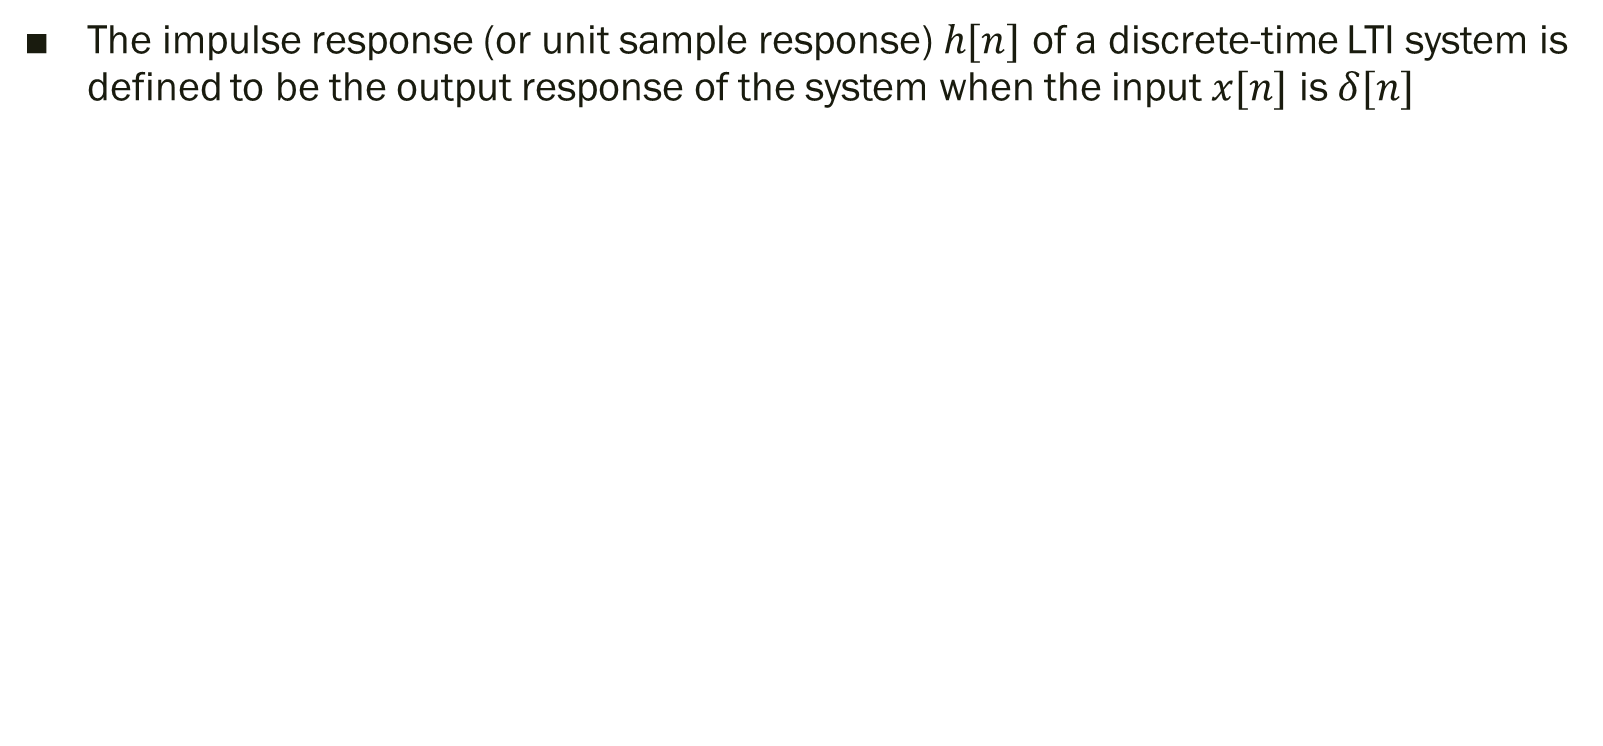 ■ The impulse response (or unit sample response) h[n] of a discrete-time LTI system is
defined to be the output response of the system when the input x[n] is δ[n]